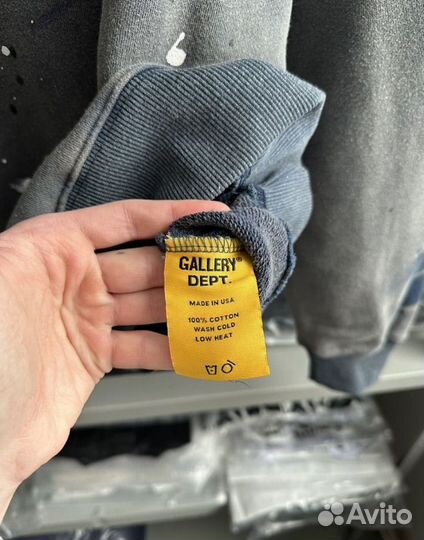 GALLERY®
DEPT.
MADE IN USA
100% COTTON
WASH COLD
LOW HEAT
Avito